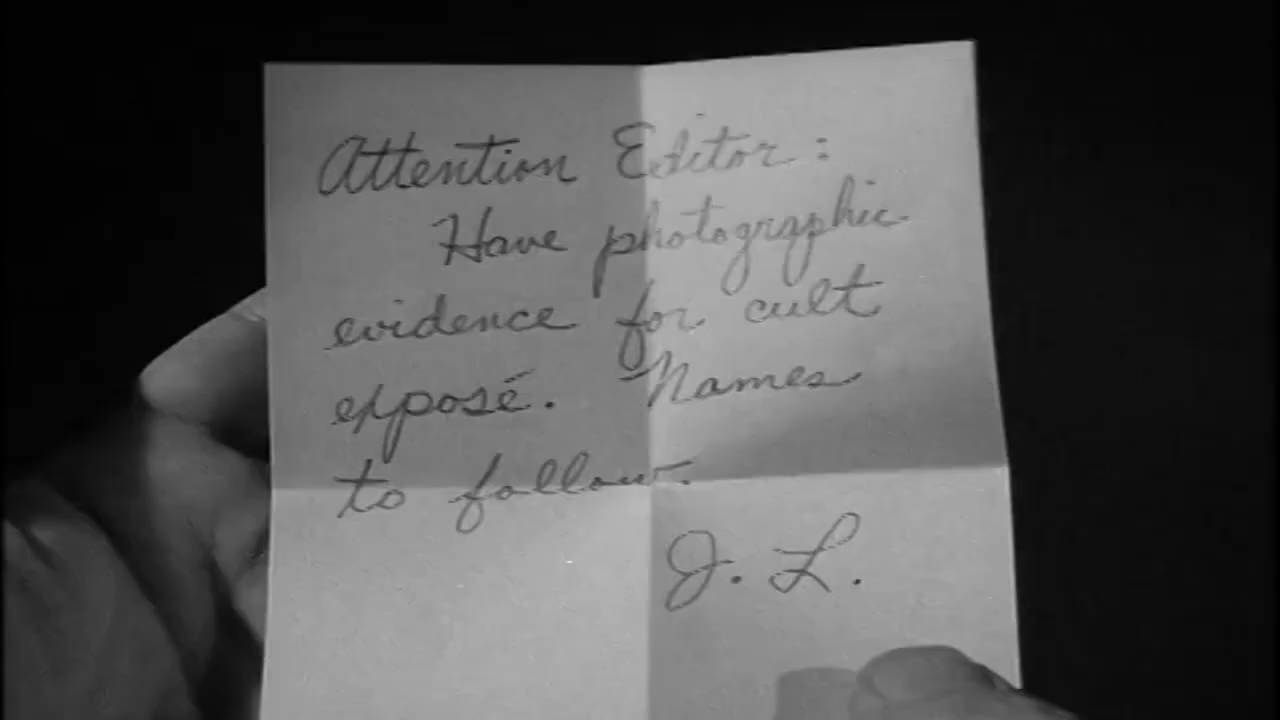 Attention Editor:
Have photographic
evidence for cult
exposé. Names
to follow.
J. L.